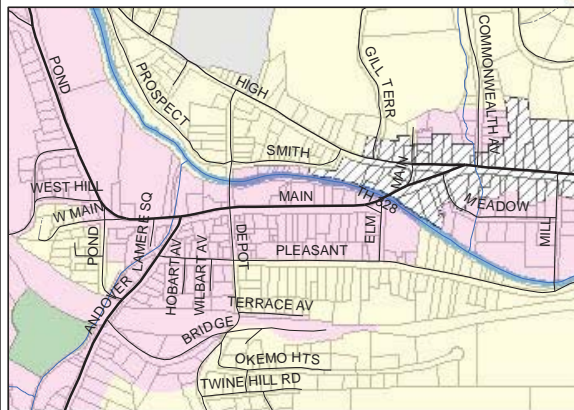 POND
PROSPECT
HIGH
GILL TERR
COMMONWEALTH AV
SMITH
MAIN
WEST HILL
W MAIN
POND
LAMERE SQ
MAIN
TH 328
MEADOW
ELM
MILL
DEPOT
PLEASANT
HOBART AV
WILBART AV
ANDOVER
TERRACE AV
BRIDGE
OKEMO HTS
TWINE HILL RD